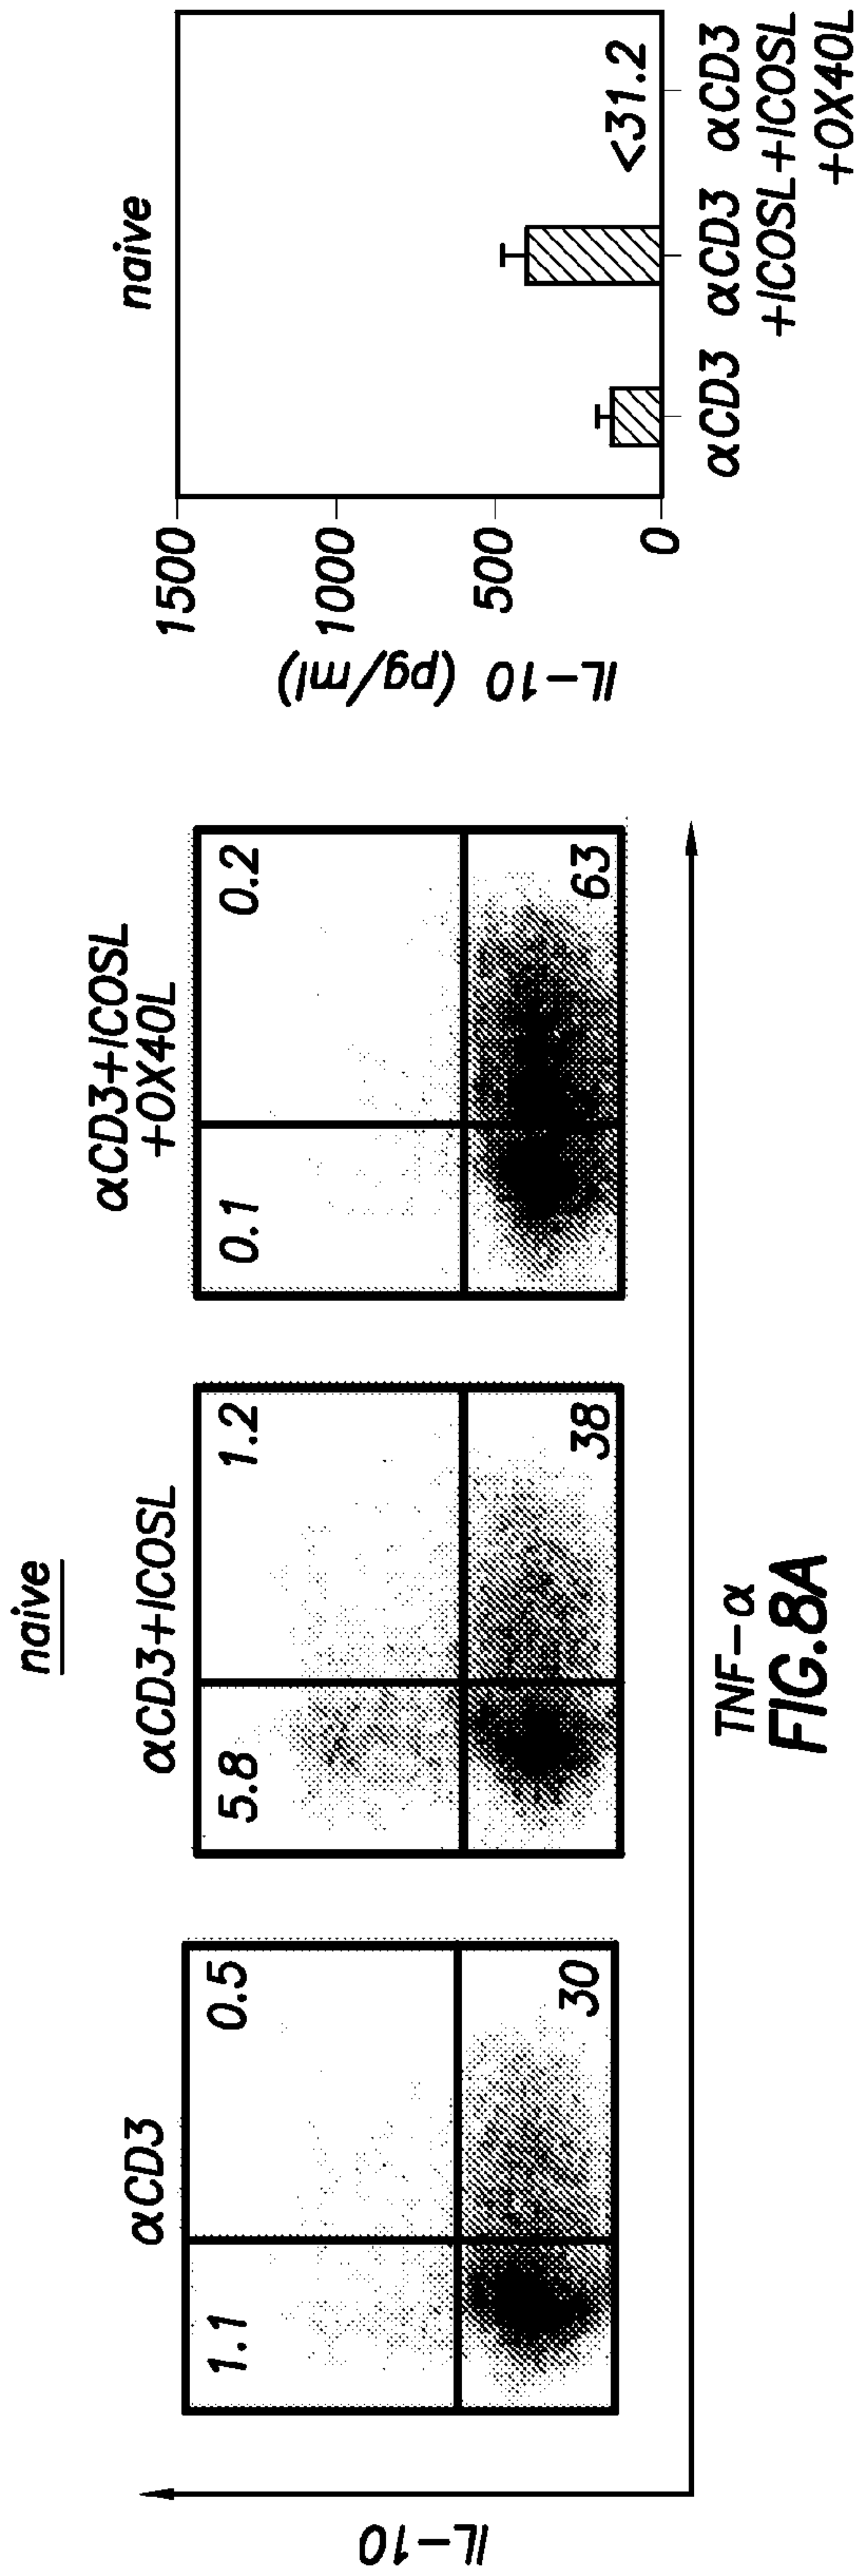 naive
αCD3
1.1
0.5
30
αCD3+ICOSL
5.8
1.2
38
αCD3+ICOSL
+OX40L
0.1
0.2
63
IL-10
TNF-α
naive
IL-10 (pg/ml)
1500
1000
500
0
<31.2
αCD3 αCD3 αCD3
+ICOSL+ICOSL
+OX40L
FIG.8A